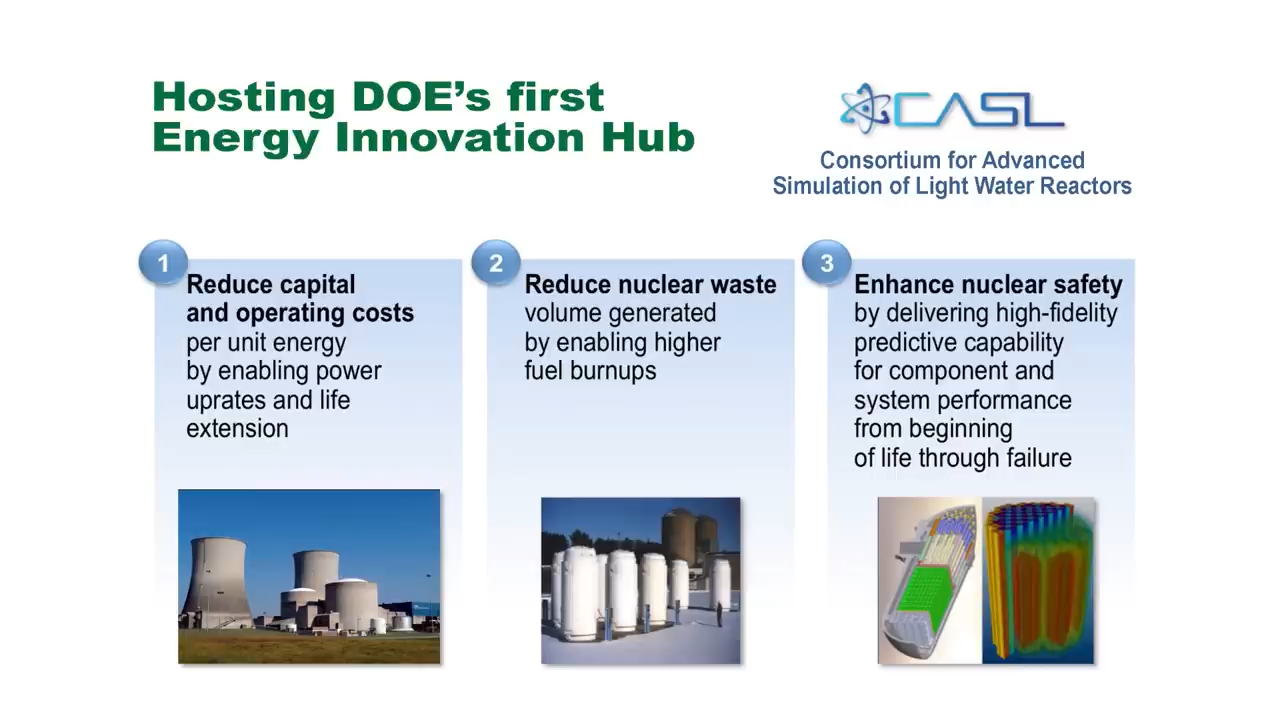 Hosting DOE’s first
Energy Innovation Hub
CASL
Consortium for Advanced
Simulation of Light Water Reactors
1
Reduce capital
and operating costs
per unit energy
by enabling power
uprates and life
extension
2
Reduce nuclear waste
volume generated
by enabling higher
fuel burnups
3
Enhance nuclear safety
by delivering high-fidelity
predictive capability
for component and
system performance
from beginning
of life through failure